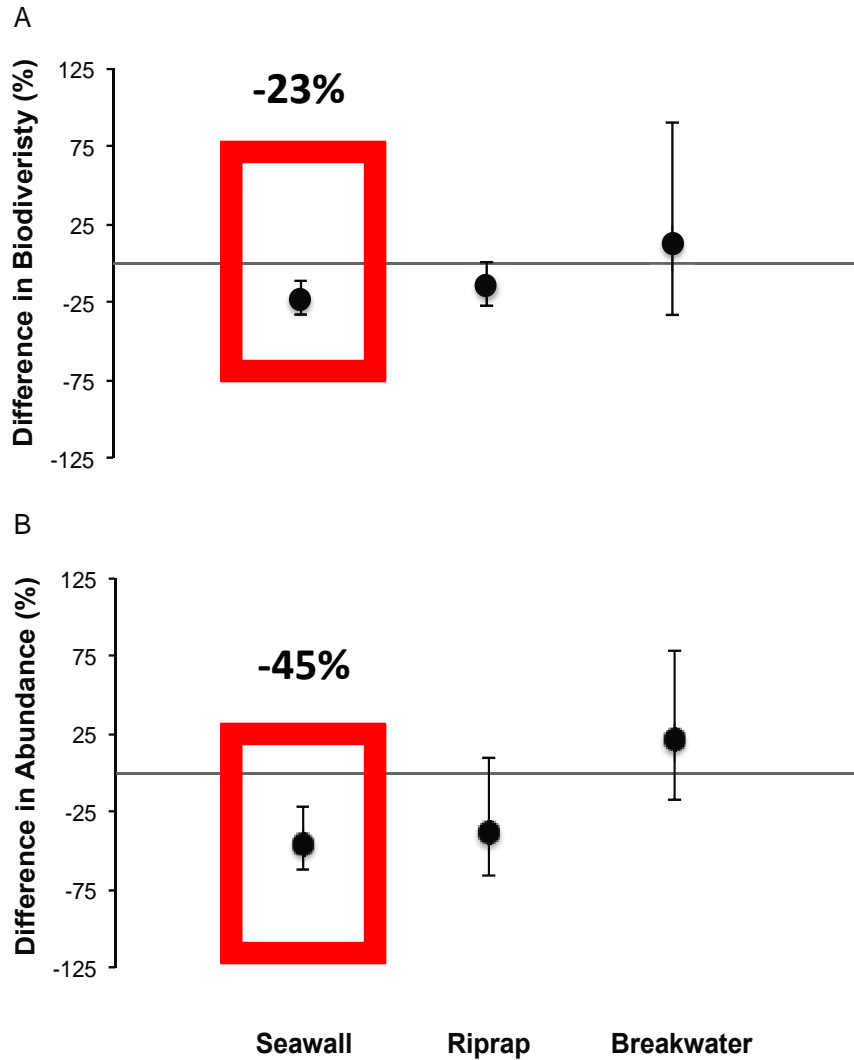 A
Difference in Biodiveristy (%)
125
75
25
-25
-75
-125
-23%
B
Difference in Abundance (%)
125
75
25
-25
-75
-125
-45%
Seawall Riprap Breakwater